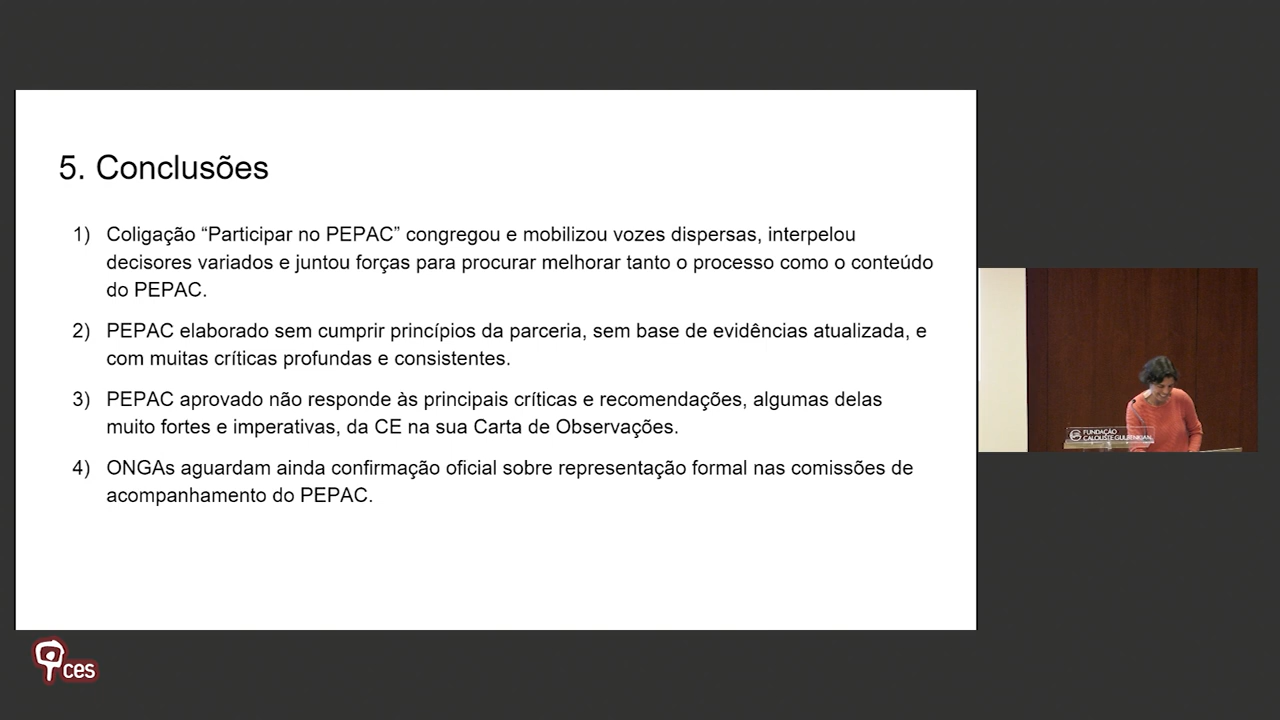 5. Conclusões
1) Coligação “Participar no PEPAC” congregou e mobilizou vozes dispersas, interpelou
decisores variados e juntou forças para procurar melhorar tanto o processo como o conteúdo
do PEPAC.
2) PEPAC elaborado sem cumprir princípios da parceria, sem base de evidências atualizada, e
com muitas críticas profundas e consistentes.
3) PEPAC aprovado não responde às principais críticas e recomendações, algumas delas
muito fortes e imperativas, da CE na sua Carta de Observações.
4) ONGAs aguardam ainda confirmação oficial sobre representação formal nas comissões de
acompanhamento do PEPAC.
FUNDAÇÃO
CALOUSTE GULBENKIAN
ces